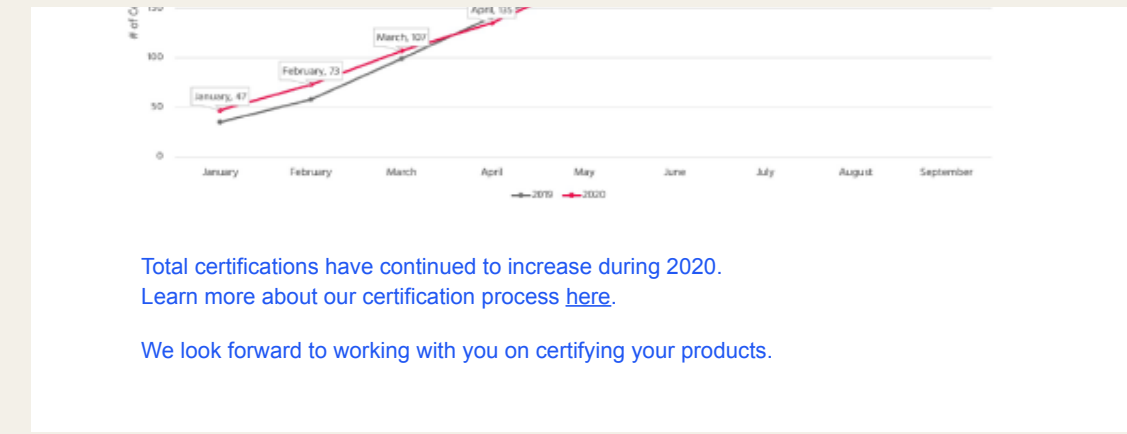 # of C
150
April, 135
March, 107
100
February, 73
January, 47
50
0
January February March April May June July August September
2019 2020
Total certifications have continued to increase during 2020.
Learn more about our certification process here.
We look forward to working with you on certifying your products.